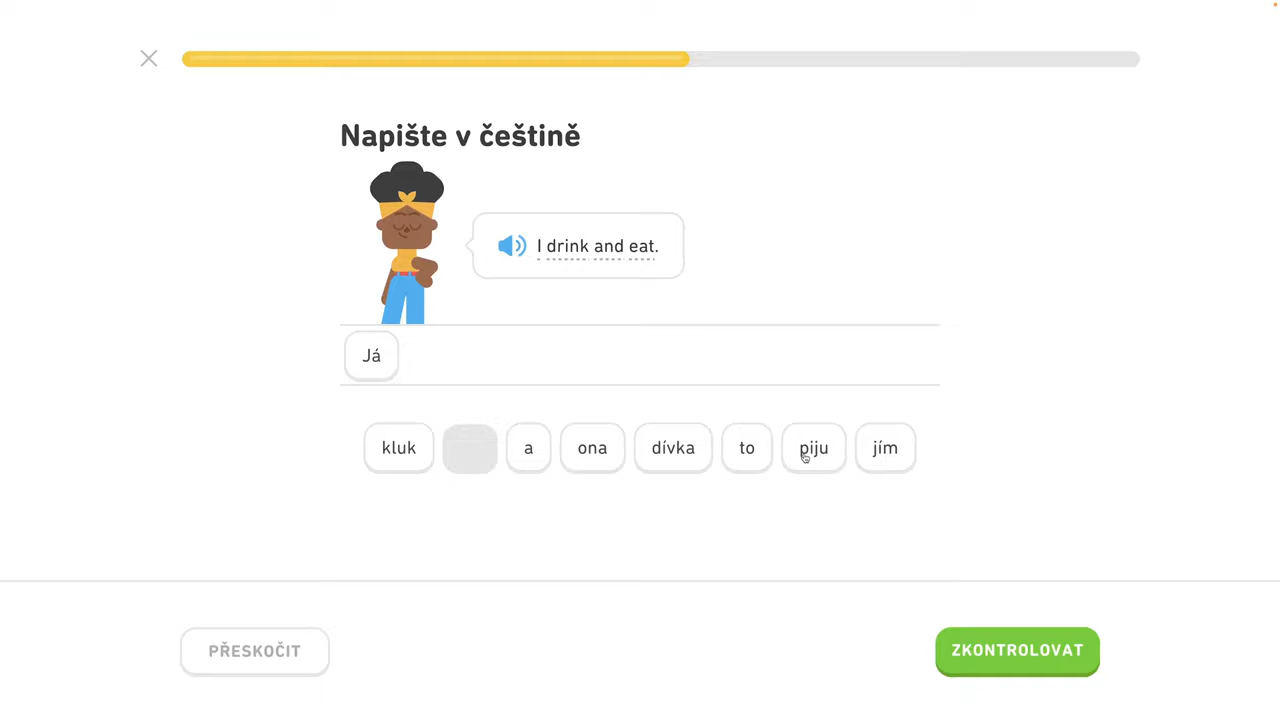 Napište v češtině
I drink and eat.
Já
kluk a ona dívka to piju jím
PŘESKOČIT ZKONTROLOVAT